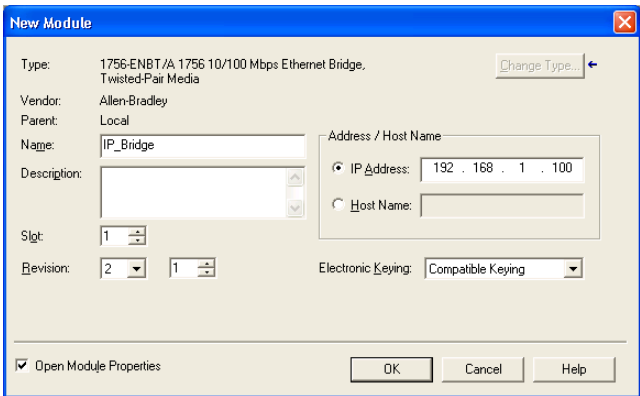 New Module
Type: 1756-ENBT/A 1756 10/100 Mbps Ethernet Bridge,
Twisted-Pair Media
Change Type...
Vendor: Allen-Bradley
Parent: Local
Name: IP_Bridge
Address / Host Name
Description:
IP Address: 192 . 168 . 1 . 100
Host Name:
Slot: 1
Revision: 2 1
Electronic Keying: Compatible Keying
Open Module Properties
OK Cancel Help